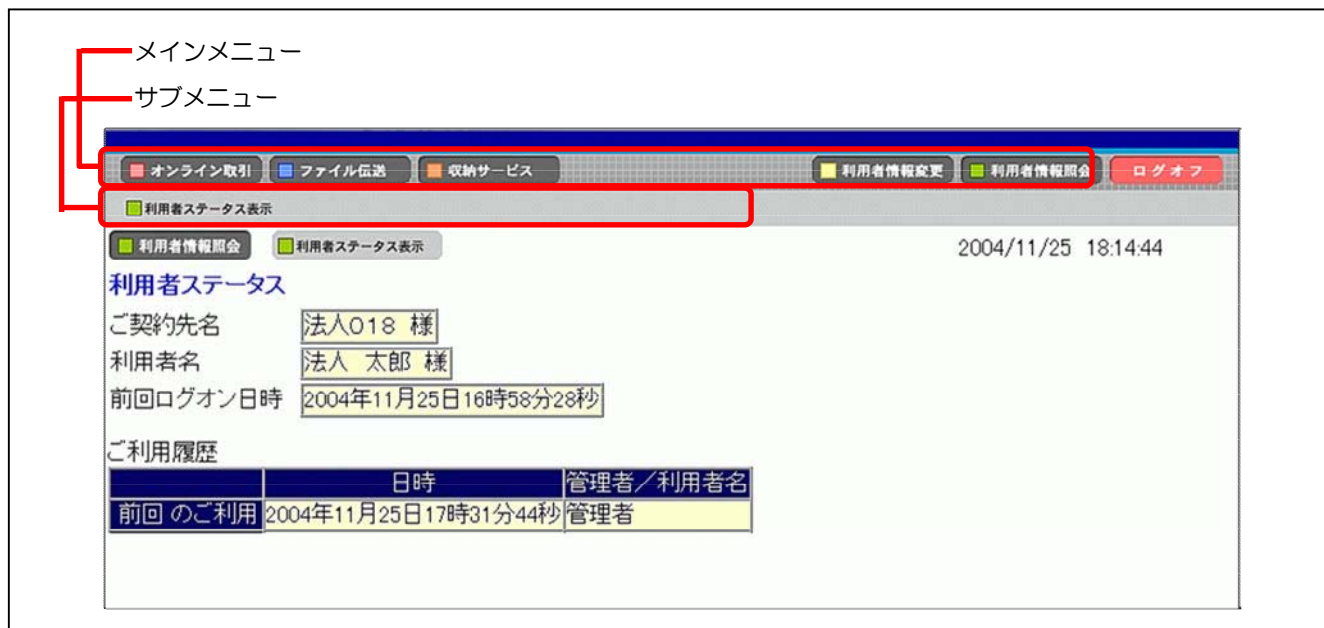 メインメニュー
サブメニュー
オンライン取引 ファイル伝送 収納サービス 利用者情報変更 利用者情報照会 ログオフ
利用者ステータス表示
利用者情報照会 利用者ステータス表示 2004/11/25 18:14:44
利用者ステータス
ご契約先名 法人018 様
利用者名 法人 太郎 様
前回ログオン日時 2004年11月25日16時58分28秒
ご利用履歴
日時 管理者／利用者名
前回 のご利用 2004年11月25日17時31分44秒 管理者